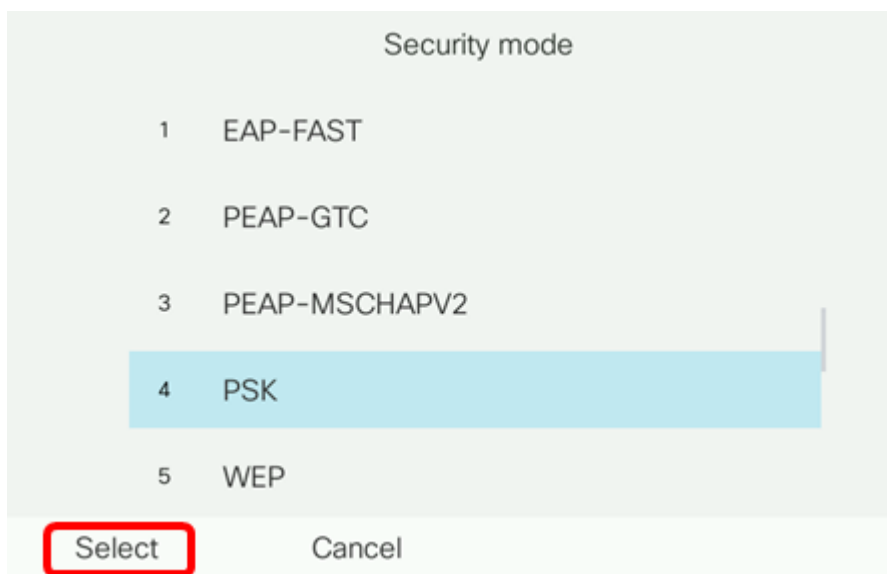 Security mode
1 EAP-FAST
2 PEAP-GTC
3 PEAP-MSCHAPV2
4 PSK
5 WEP
Select Cancel